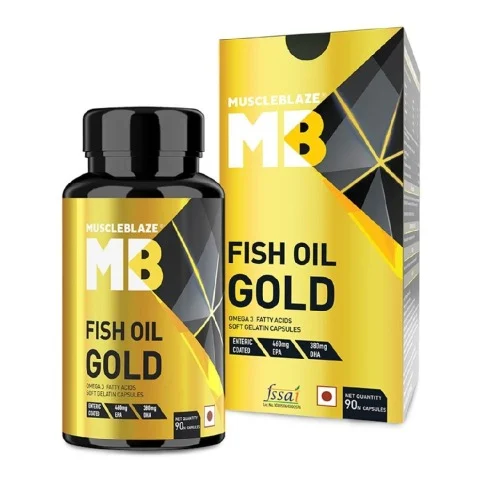 MUSCLEBLAZE®
MB
FISH OIL
GOLD
OMEGA 3 FATTY ACIDS
SOFT GELATIN CAPSULES
ENTERIC COATED
460mg EPA
380mg DHA
fssai
NET QUANTITY
90N CAPSULES
MUSCLEBLAZE®
MB
FISH OIL
GOLD
OMEGA 3 FATTY ACIDS
SOFT GELATIN CAPSULES
ENTERIC COATED
460mg EPA
380mg DHA
NET QUANTITY
90N CAPSULES